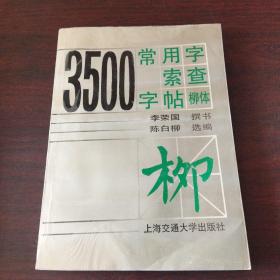 3500
常用字
索查
字帖
柳体
李荣国 撰书
陈白柳 选编
柳
上海交通大学出版社